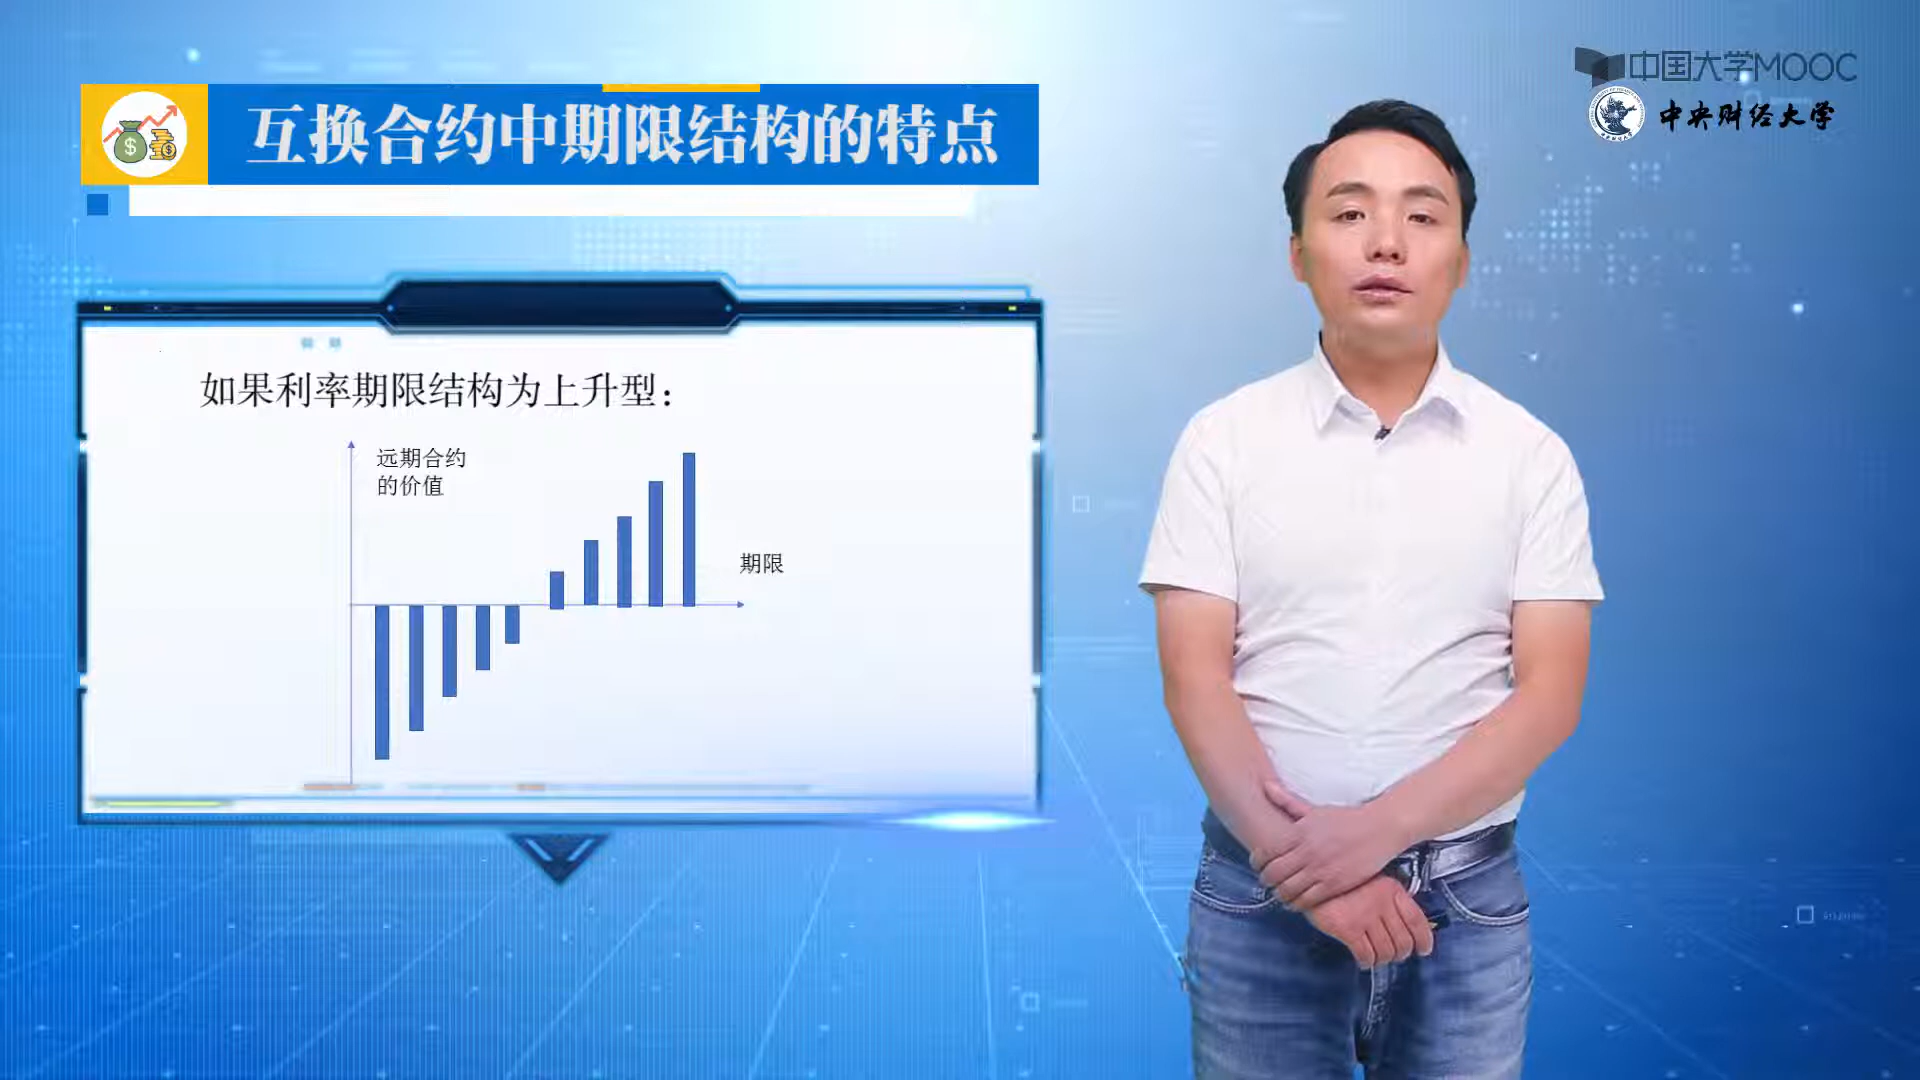 中国大学MOOC
中央财经大学
互换合约中期限结构的特点
如果利率期限结构为上升型：
远期合约
的价值
期限